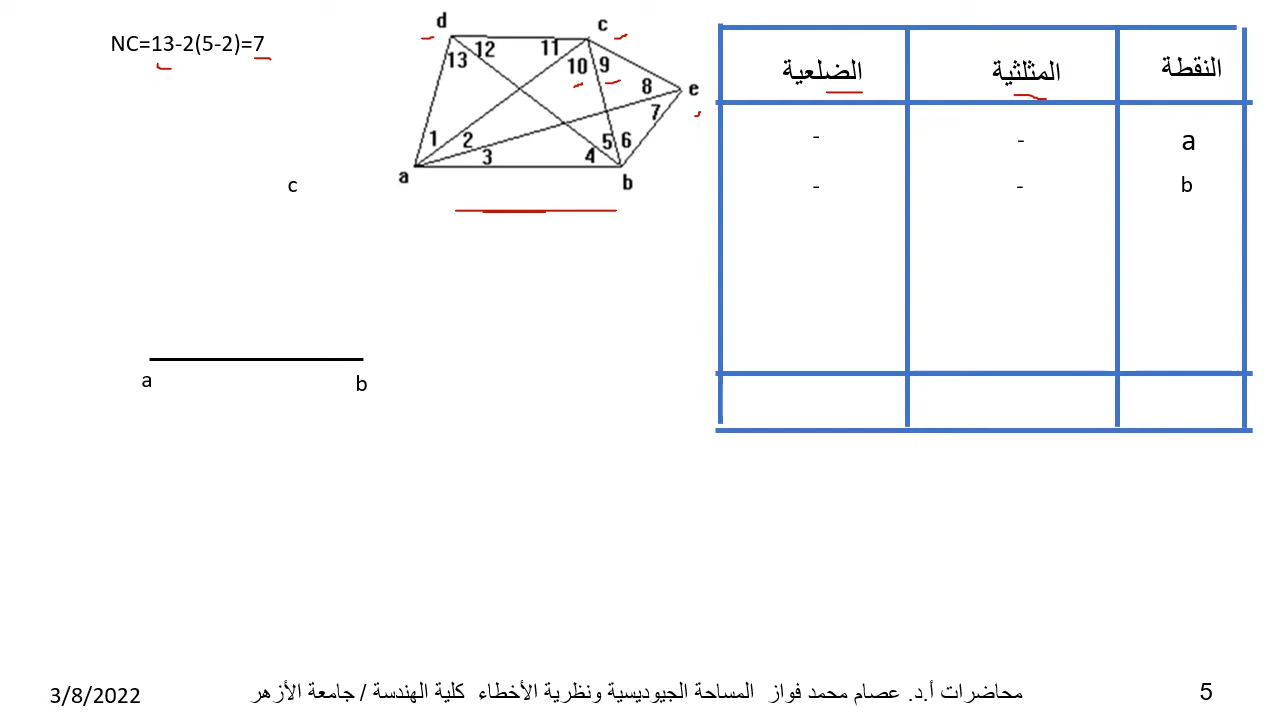 NC=13-2(5-2)=7
d c
12 11
13 10 9
8 e
7
1 2 5 6
3 4
a b
c
a b
النقطة المثلثية الضلعية
a - -
b - -
3/8/2022
محاضرات أ.د. عصام محمد فواز المساحة الجيوديسية ونظرية الأخطاء كلية الهندسة / جامعة الأزهر
5